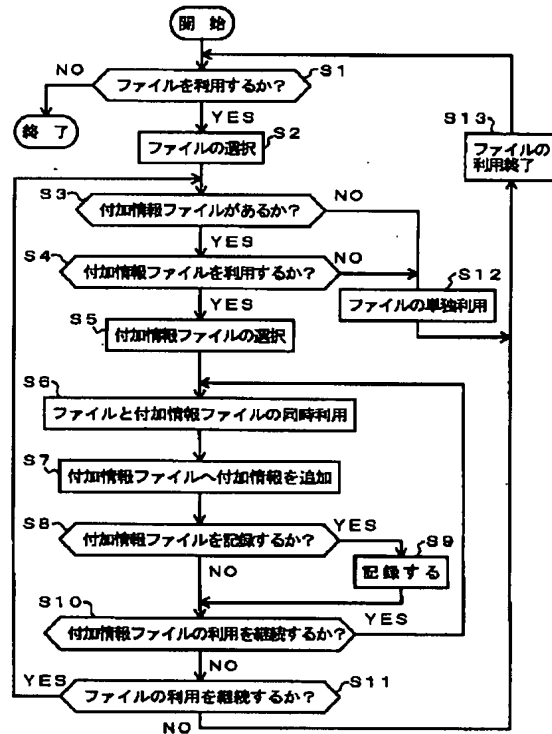 開 始
S1
NO
ファイルを利用するか?
YES
終 了
S2
ファイルの選択
S13
ファイルの
利用終了
S3
付加情報ファイルがあるか?
NO
YES
S4
付加情報ファイルを利用するか?
NO
S12
ファイルの単独利用
YES
S5
付加情報ファイルの選択
S6
ファイルと付加情報ファイルの同時利用
S7
付加情報ファイルへ付加情報を追加
S8
付加情報ファイルを記録するか?
YES
S9
記録する
NO
S10
付加情報ファイルの利用を継続するか?
YES
NO
YES
ファイルの利用を継続するか?
S11
NO